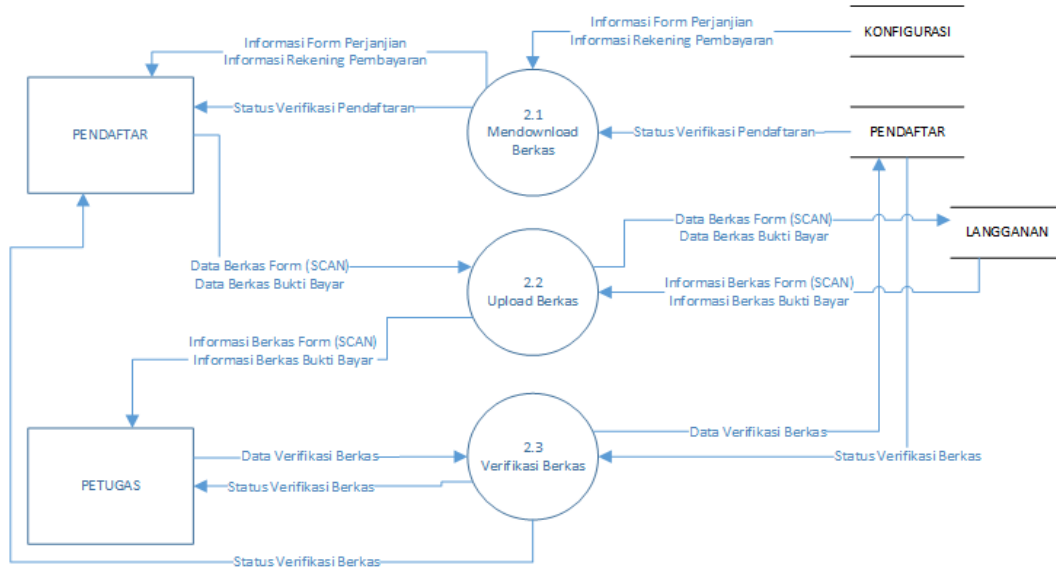 Informasi Form Perjanjian
Informasi Rekening Pembayaran
Informasi Form Perjanjian
Informasi Rekening Pembayaran
KONFIGURASI
Status Verifikasi Pendaftaran
PENDAFTAR
2.1
Mendownload
Berkas
Status Verifikasi Pendaftaran
PENDAFTAR
Data Berkas Form (SCAN)
Data Berkas Bukti Bayar
LANGGANAN
Data Berkas Form (SCAN)
Data Berkas Bukti Bayar
2.2
Upload Berkas
Informasi Berkas Form (SCAN)
Informasi Berkas Bukti Bayar
Informasi Berkas Form (SCAN)
Informasi Berkas Bukti Bayar
Data Verifikasi Berkas
2.3
Verifikasi Berkas
Data Verifikasi Berkas
Status Verifikasi Berkas
PETUGAS
Status Verifikasi Berkas
Status Verifikasi Berkas